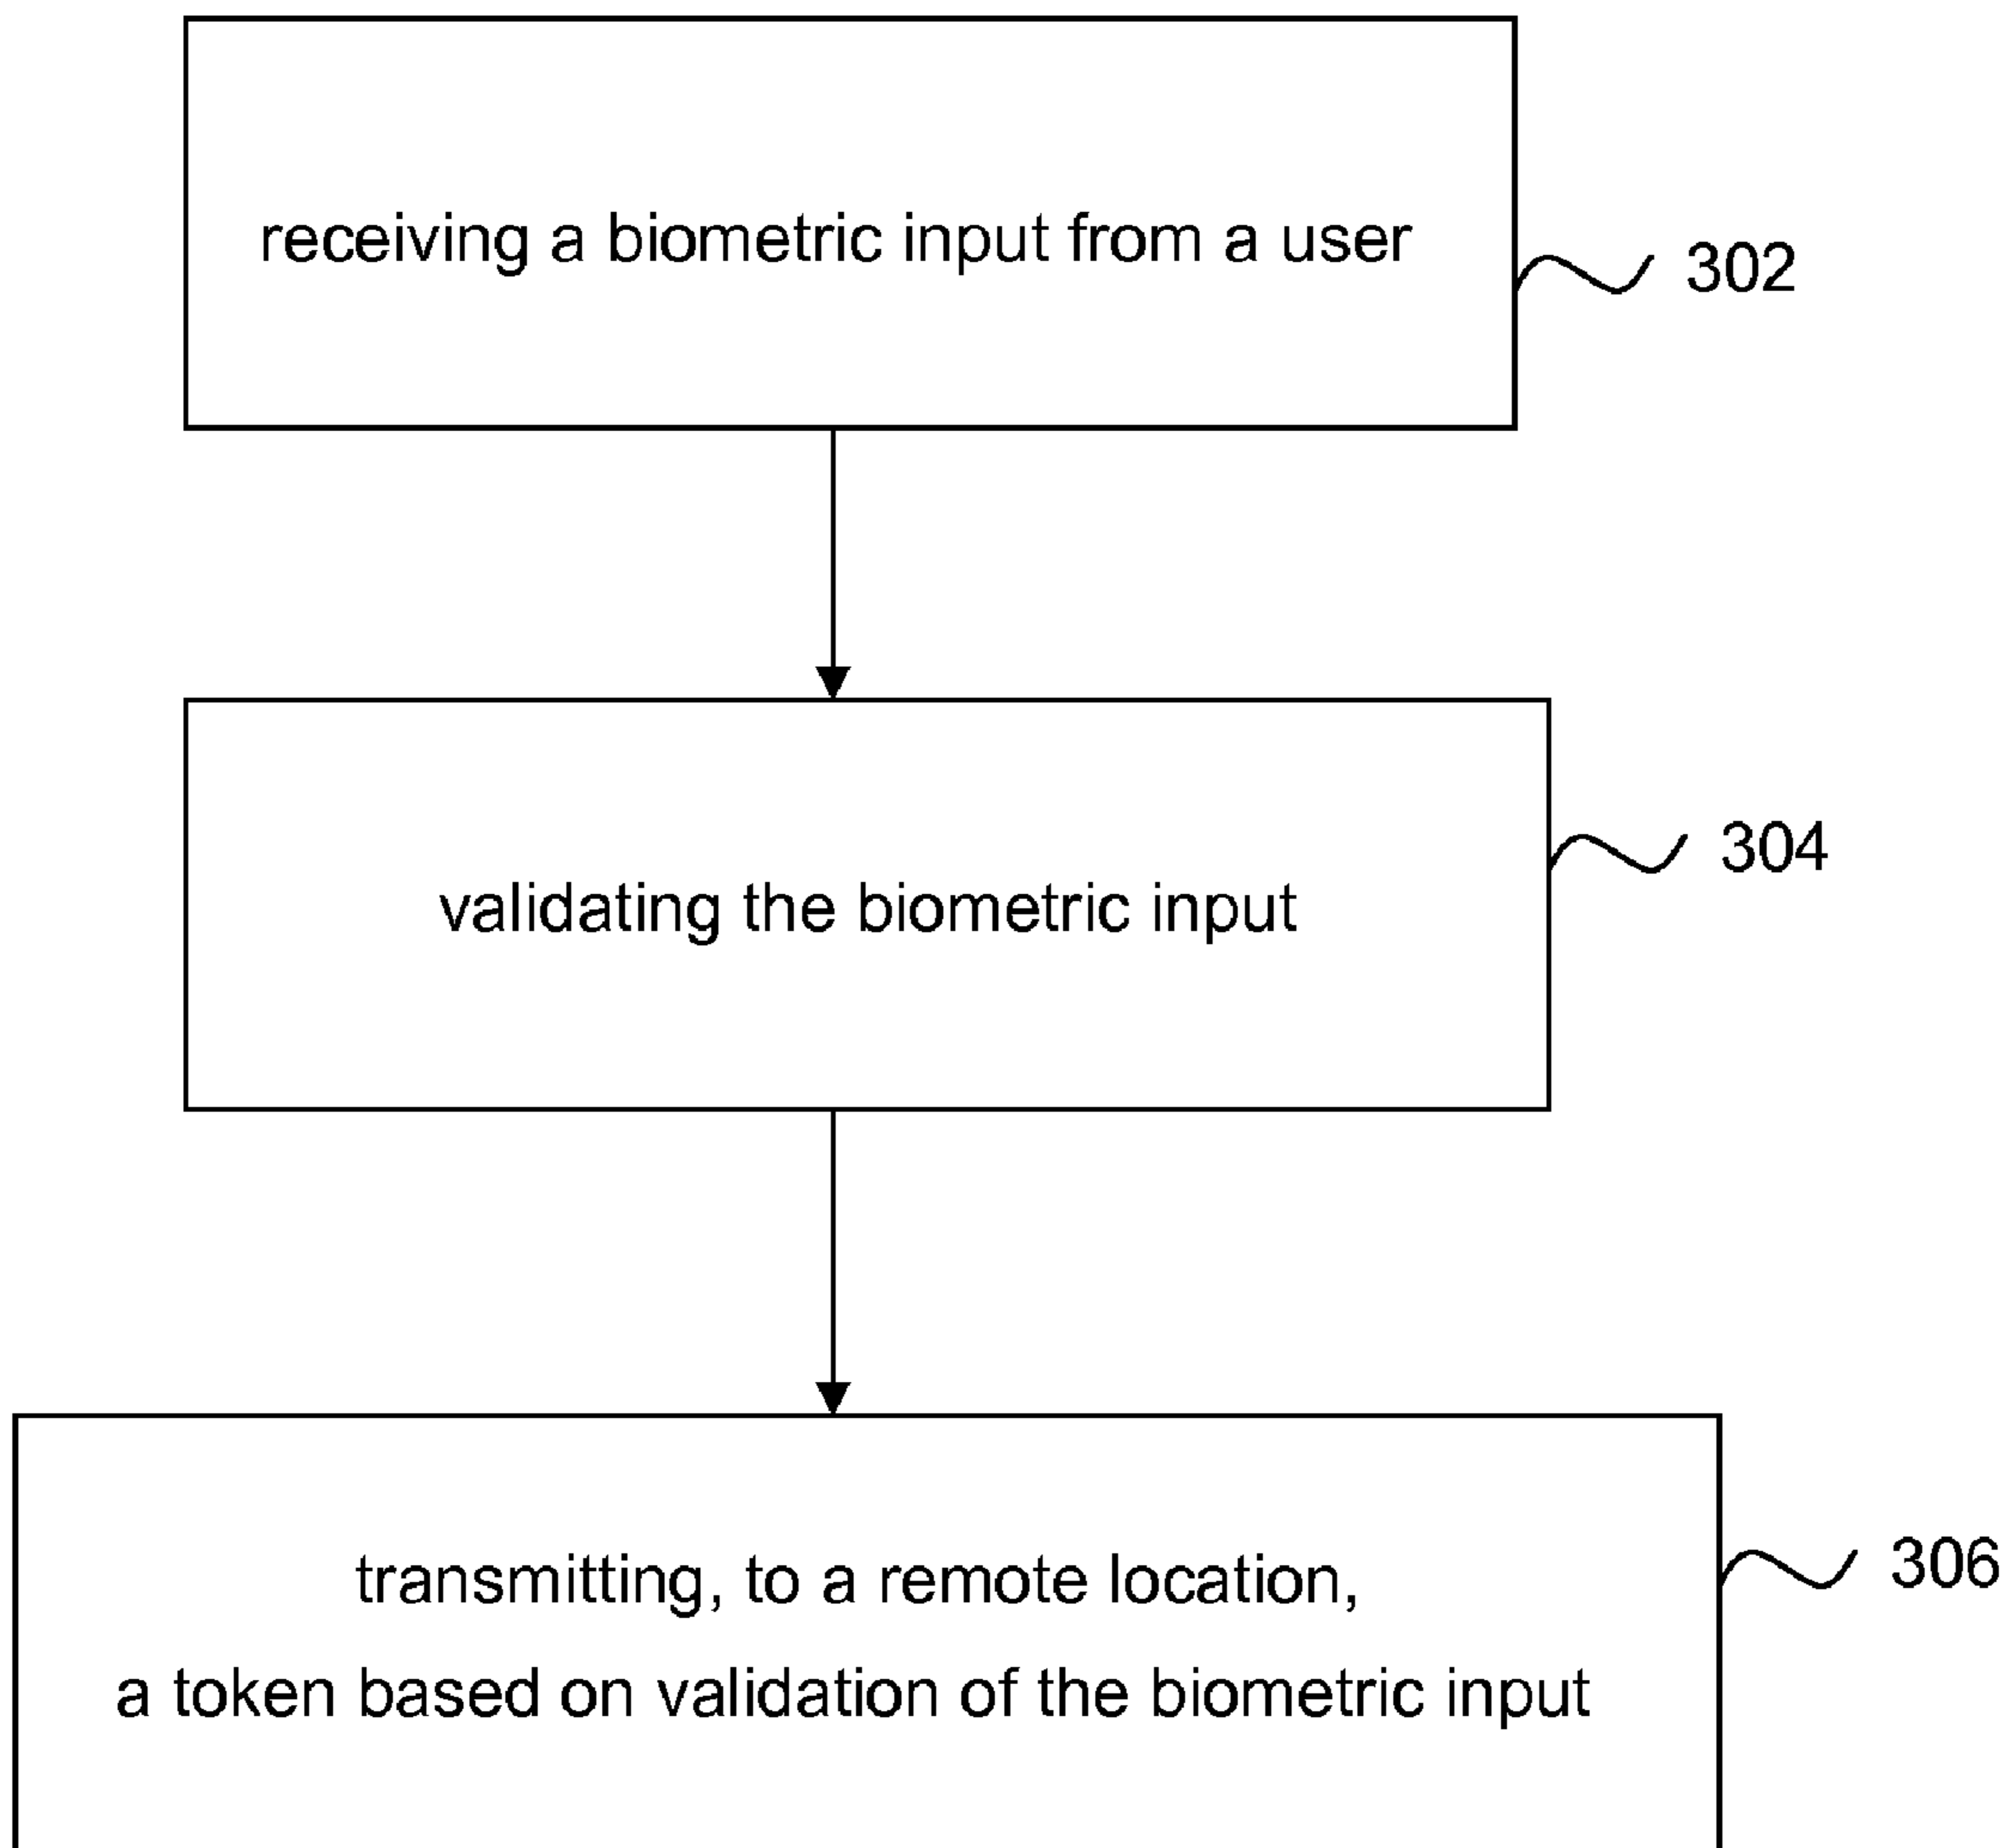 receiving a biometric input from a user
302
validating the biometric input
304
transmitting, to a remote location,
a token based on validation of the biometric input
306